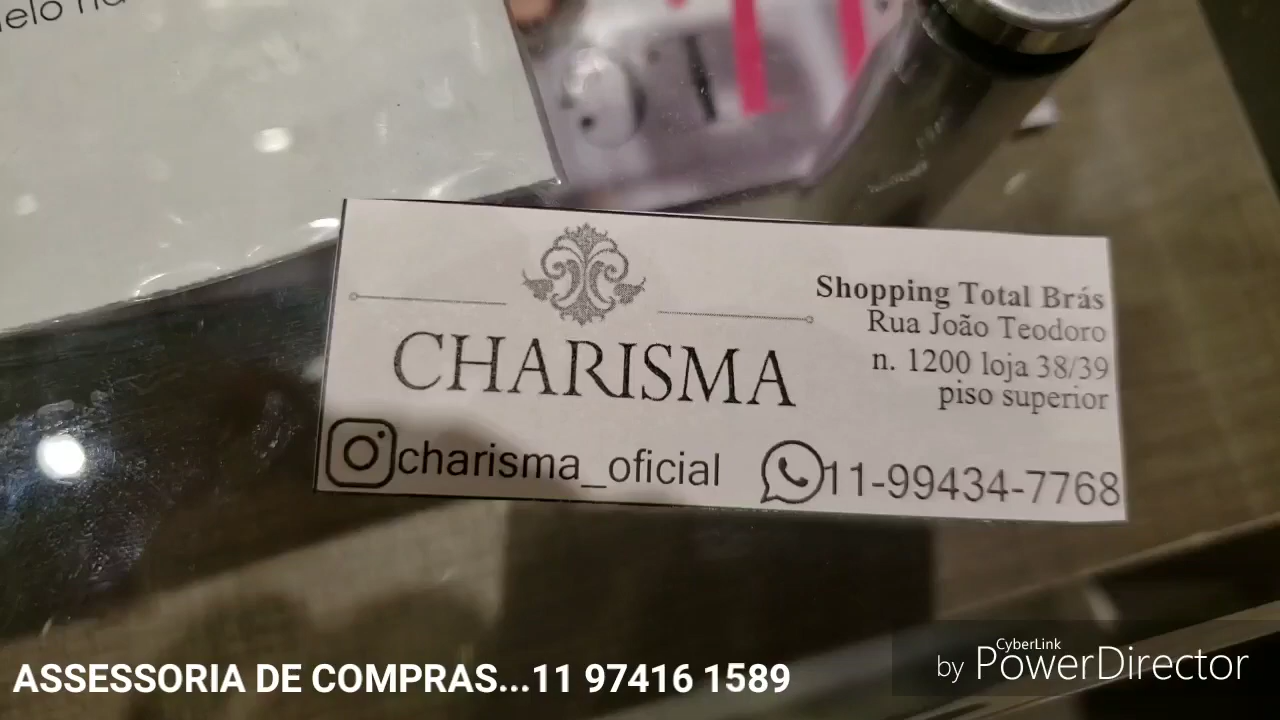 CHARISMA
Shopping Total Brás
Rua João Teodoro
n. 1200 loja 38/39
piso superior
charisma_oficial
11-99434-7768
ASSESSORIA DE COMPRAS...11 97416 1589
by CyberLink PowerDirector